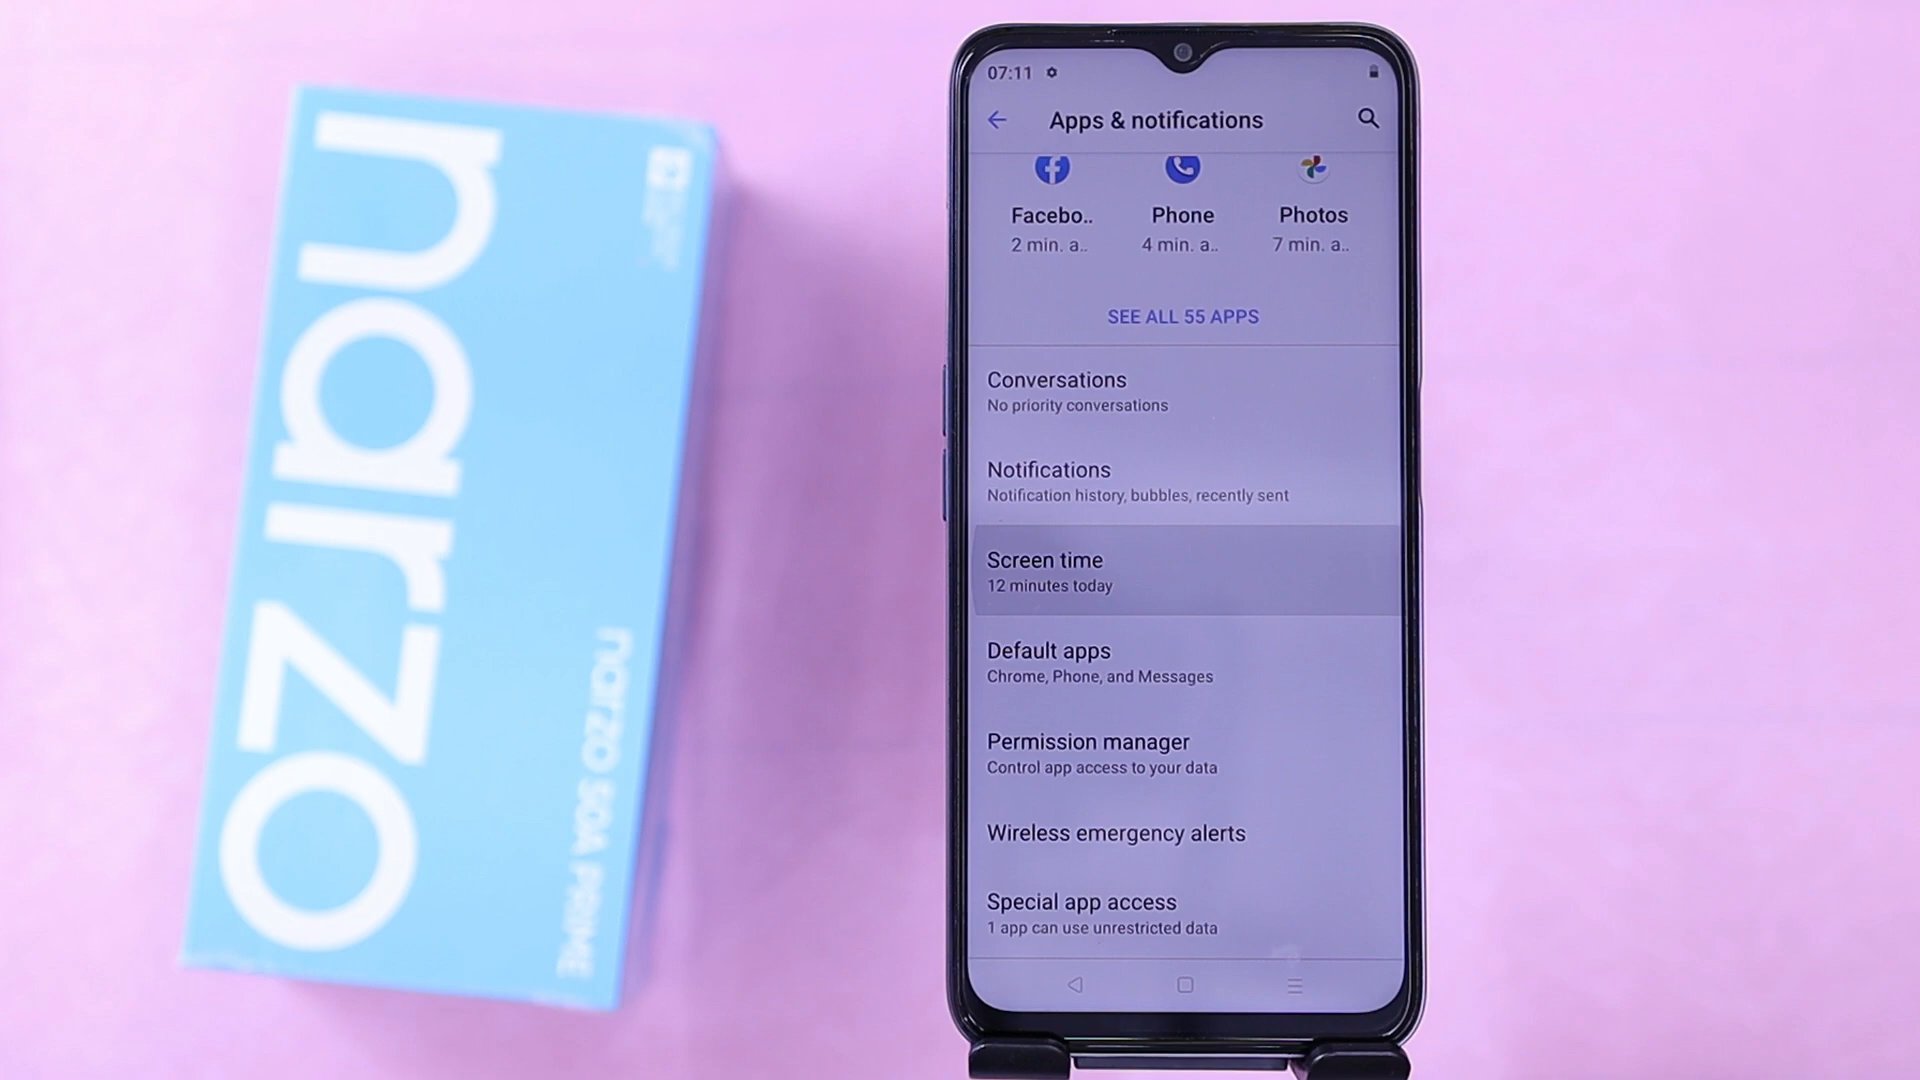 narzo
narzo 50A PRIME
07:11
Apps & notifications
Facebo..
Phone
Photos
2 min. a..
4 min. a..
7 min. a..
SEE ALL 55 APPS
Conversations
No priority conversations
Notifications
Notification history, bubbles, recently sent
Screen time
12 minutes today
Default apps
Chrome, Phone, and Messages
Permission manager
Control app access to your data
Wireless emergency alerts
Special app access
1 app can use unrestricted data